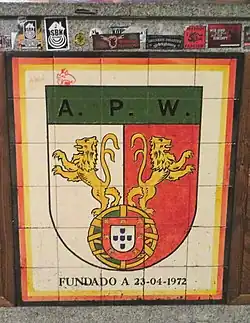 A. P. W.
FUNDADO A 23-04-1972